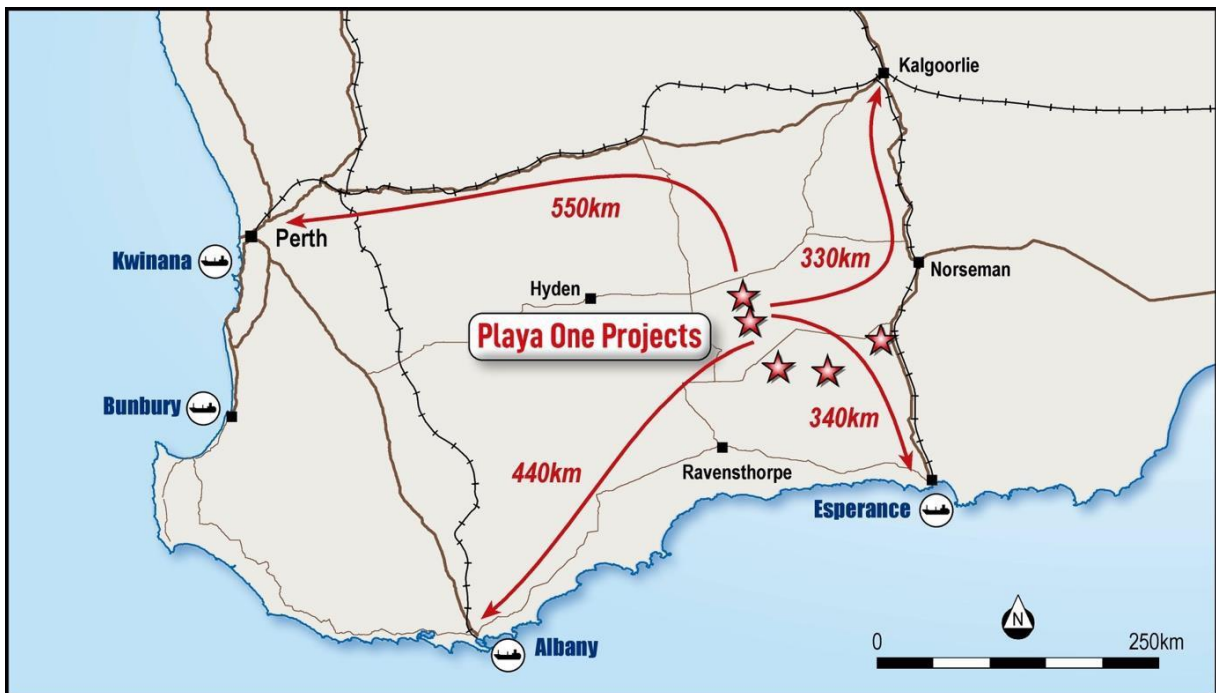 Kalgoorlie
550km
Perth
Kwinana
330km
Norseman
Hyden
Playa One Projects
Bunbury
340km
440km
Ravensthorpe
Esperance
N
0
250km
Albany